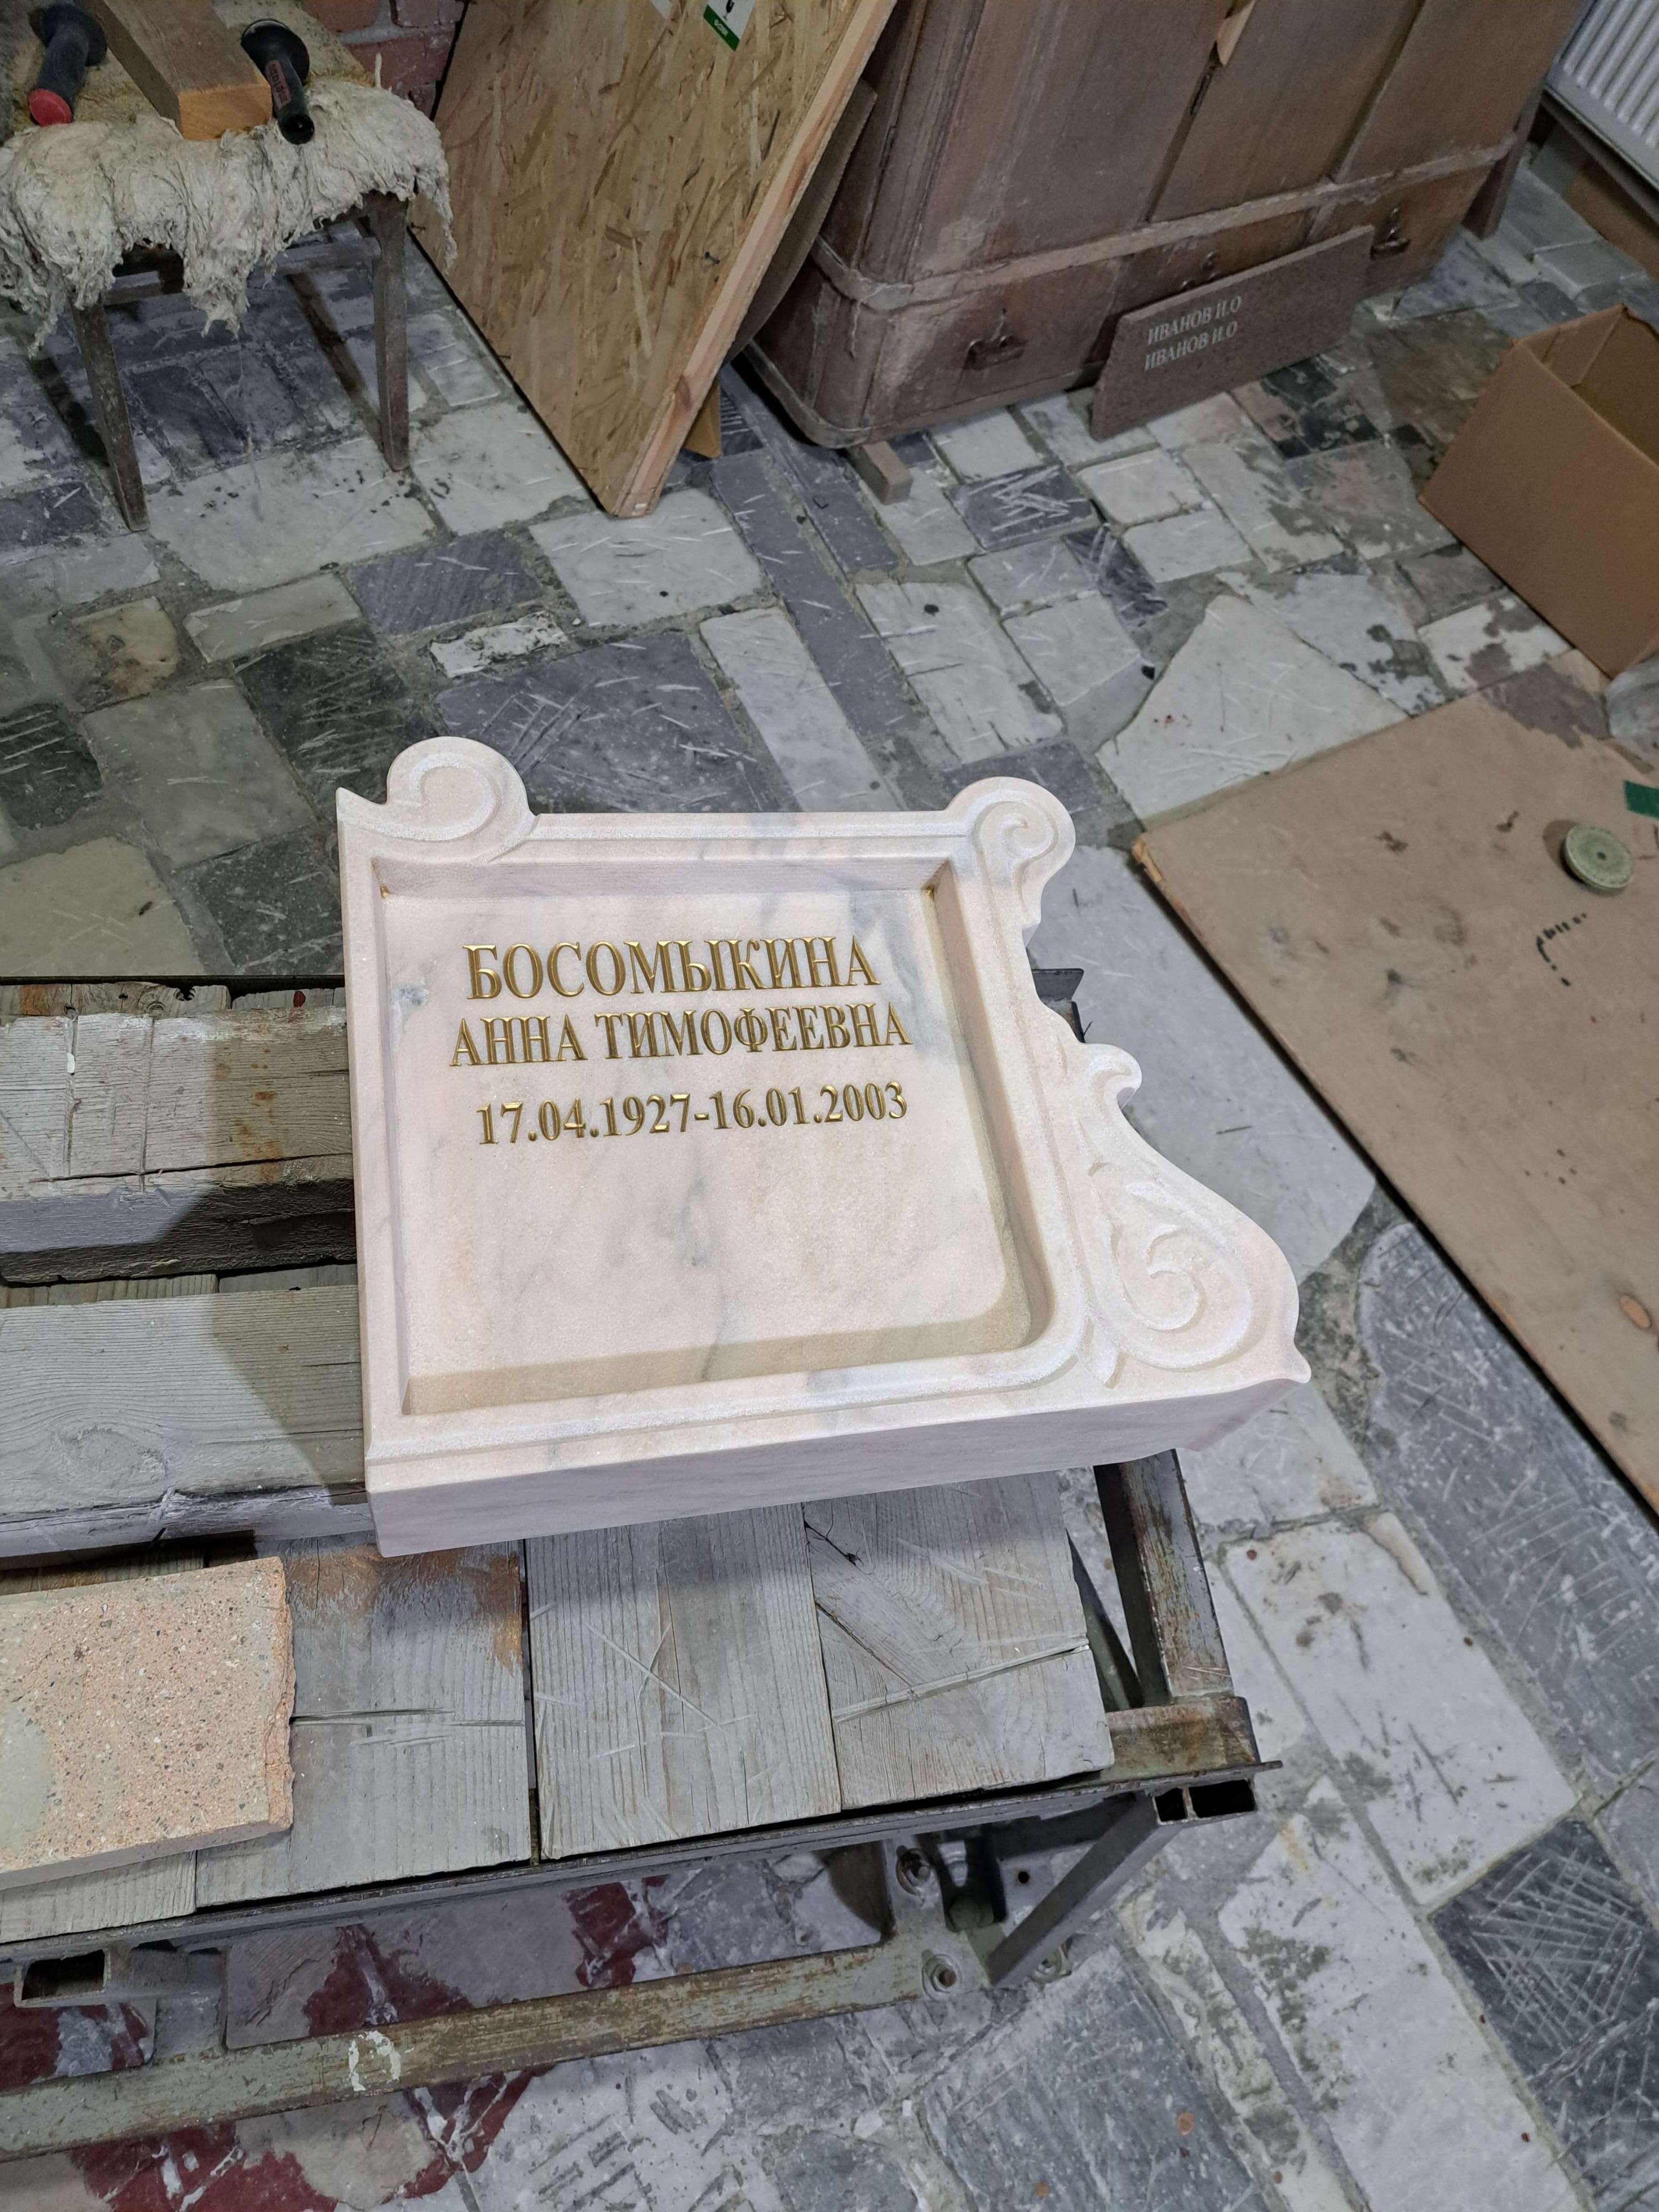 ИВАНОВ И.О
ИВАНОВ И.О
БОСОМЫКИНА
АННА ТИМОФЕЕВНА
17.04.1927-16.01.2003